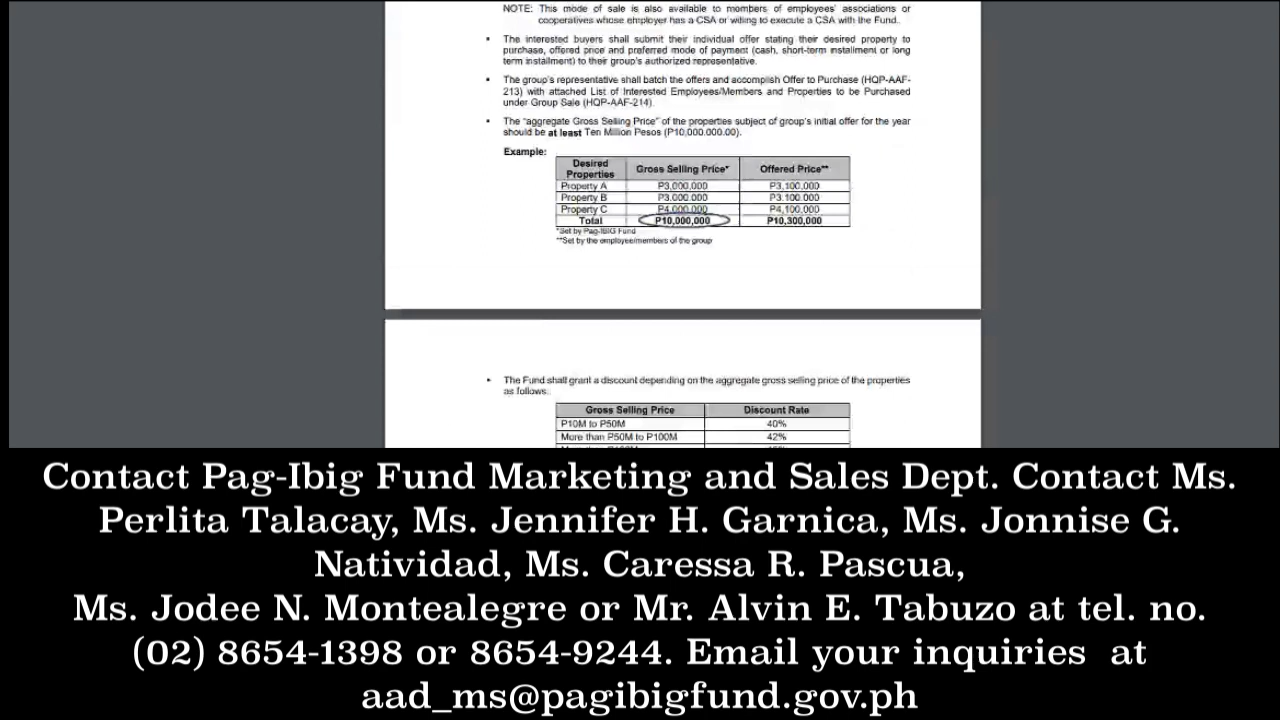 NOTE: This mode of sale is also available to members of employees' associations or
cooperatives whose employer has a CSA or willing to execute a CSA with the Fund.
• The interested buyers shall submit their individual offer stating their desired property to
purchase, offered price and preferred mode of payment (cash, short-term installment or long
term installment) to their group's authorized representative.
• The group's representative shall batch the offers and accomplish Offer to Purchase (HQP-AAF-
213) with attached List of Interested Employees/Members and Properties to be Purchased
under Group Sale (HQP-AAF-214).
• The "aggregate Gross Selling Price" of the properties subject of group's initial offer for the year
should be at least Ten Million Pesos (P10,000,000.00).
Example:
Desired Properties Gross Selling Price* Offered Price**
Property A P3,000,000 P3,100,000
Property B P3,000,000 P3,100,000
Property C P4,000,000 P4,100,000
Total P10,000,000 P10,300,000
*Set by Pag-IBIG Fund
**Set by the employee/members of the group
• The Fund shall grant a discount depending on the aggregate gross selling price of the properties
as follows:
Gross Selling Price Discount Rate
P10M to P50M 40%
More than P50M to P100M 42%
Contact Pag-Ibig Fund Marketing and Sales Dept. Contact Ms.
Perlita Talacay, Ms. Jennifer H. Garnica, Ms. Jonnise G.
Natividad, Ms. Caressa R. Pascua,
Ms. Jodee N. Montealegre or Mr. Alvin E. Tabuzo at tel. no.
(02) 8654-1398 or 8654-9244. Email your inquiries at
aad_ms@pagibigfund.gov.ph